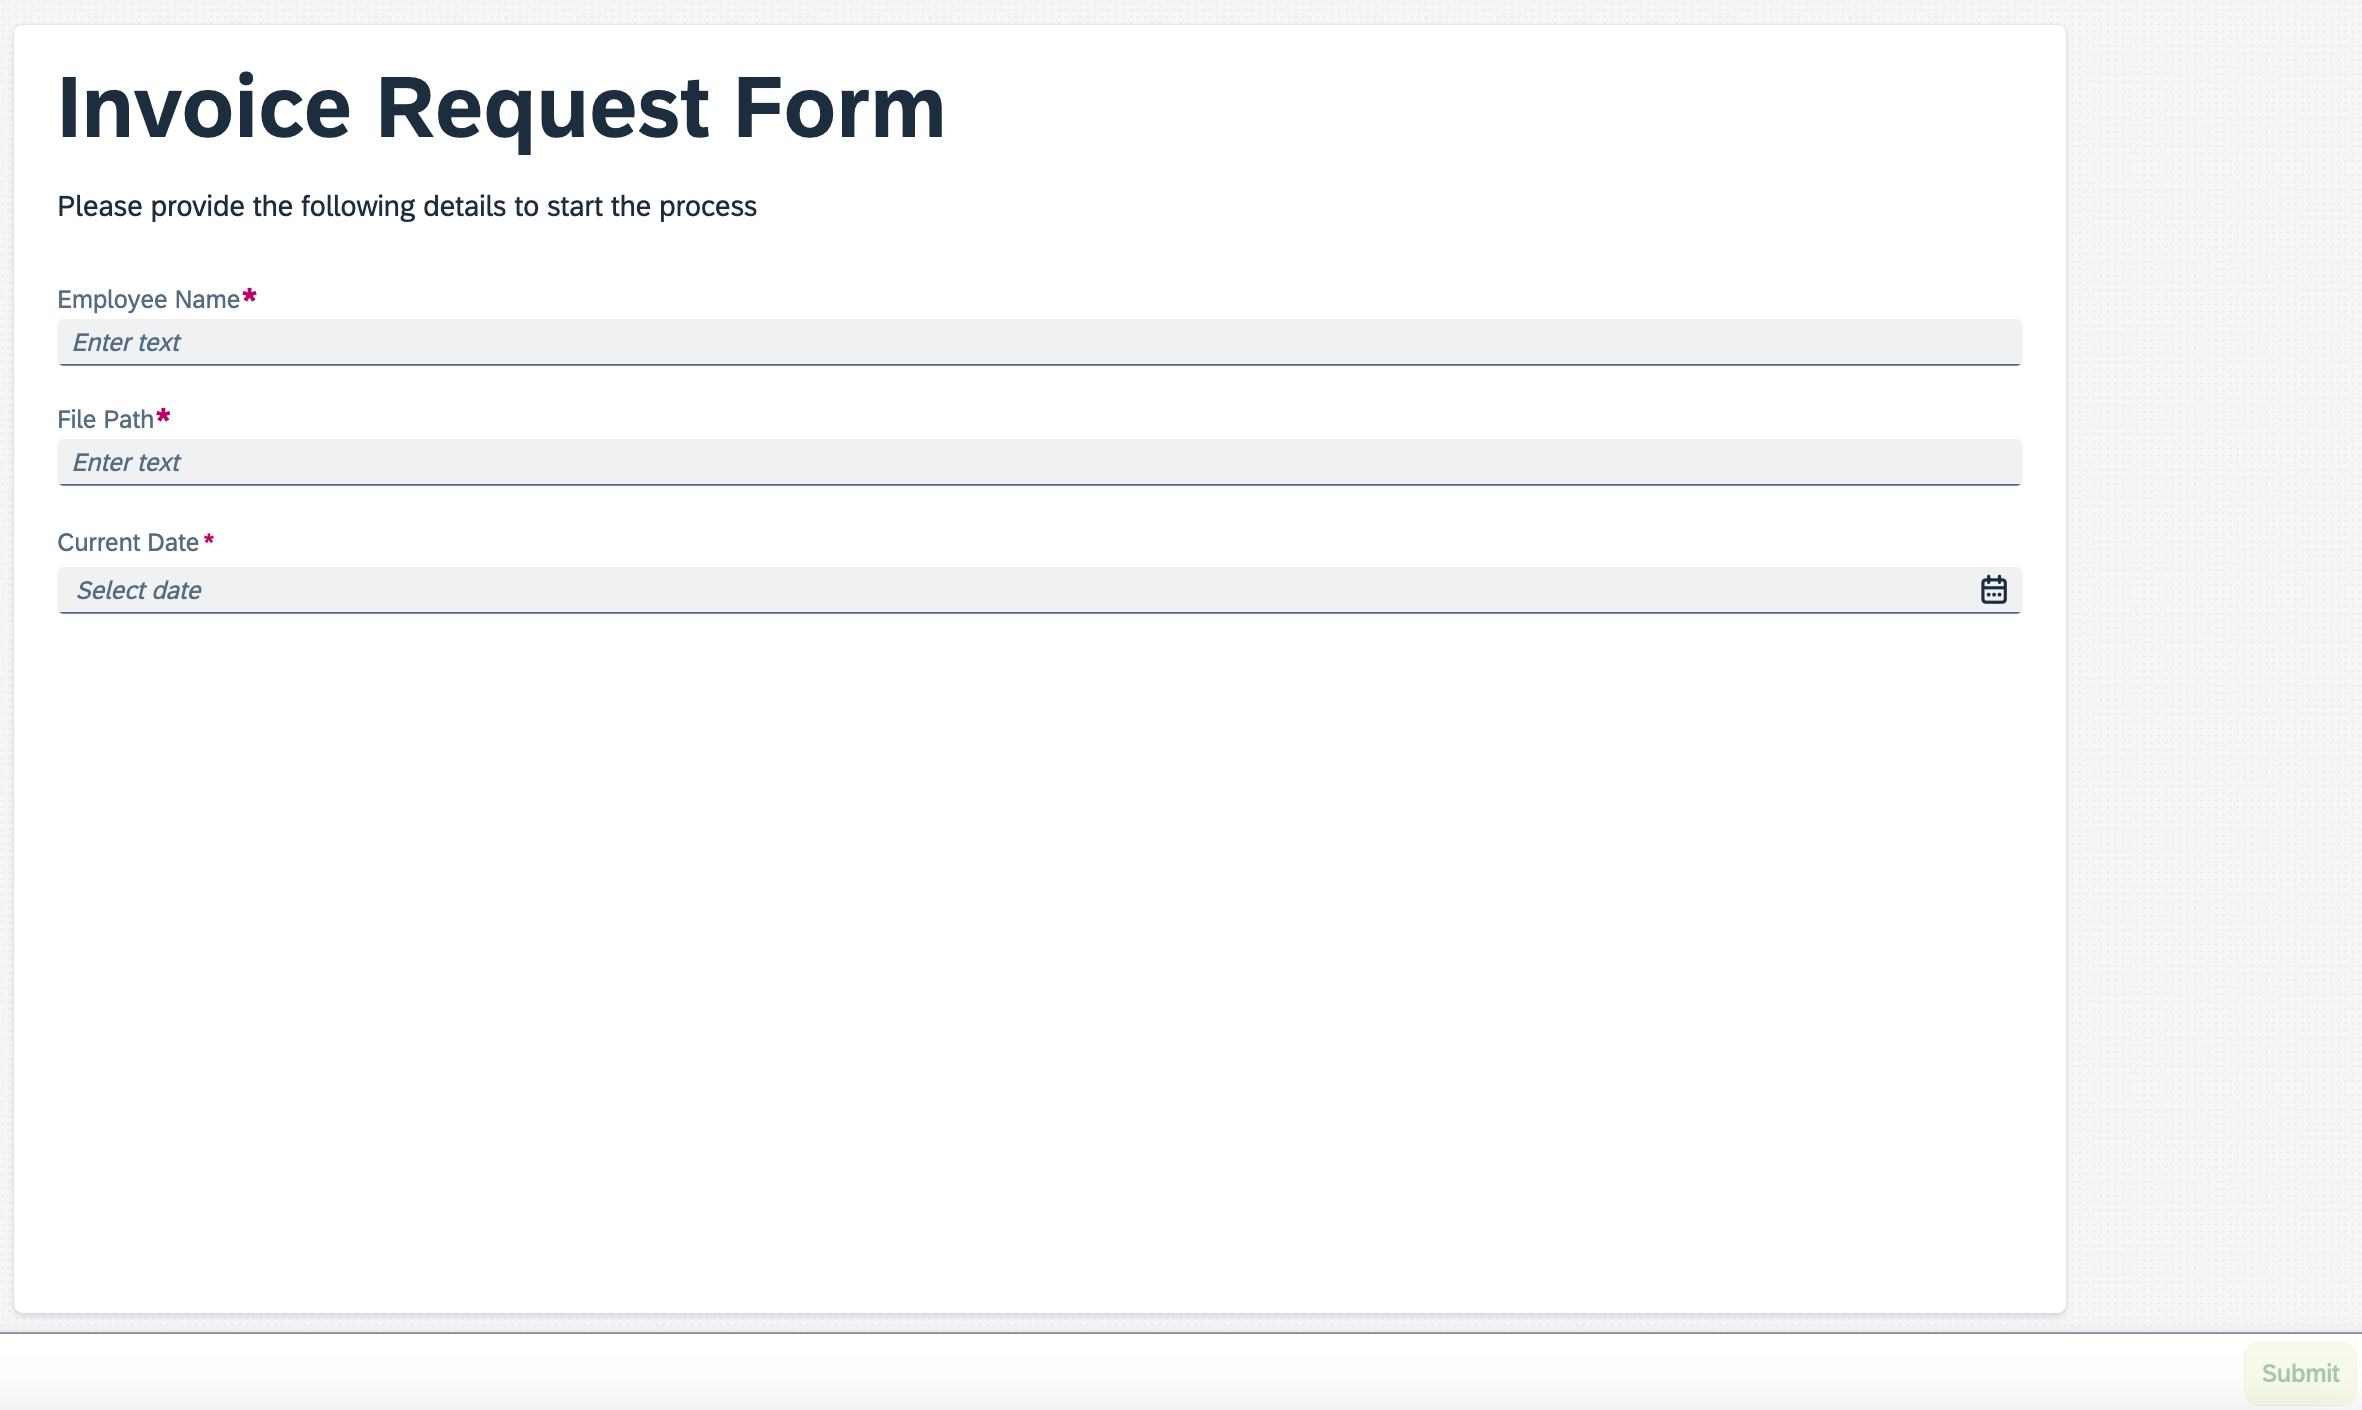 Invoice Request Form
Please provide the following details to start the process
Employee Name*
Enter text
File Path*
Enter text
Current Date*
Select date
Submit